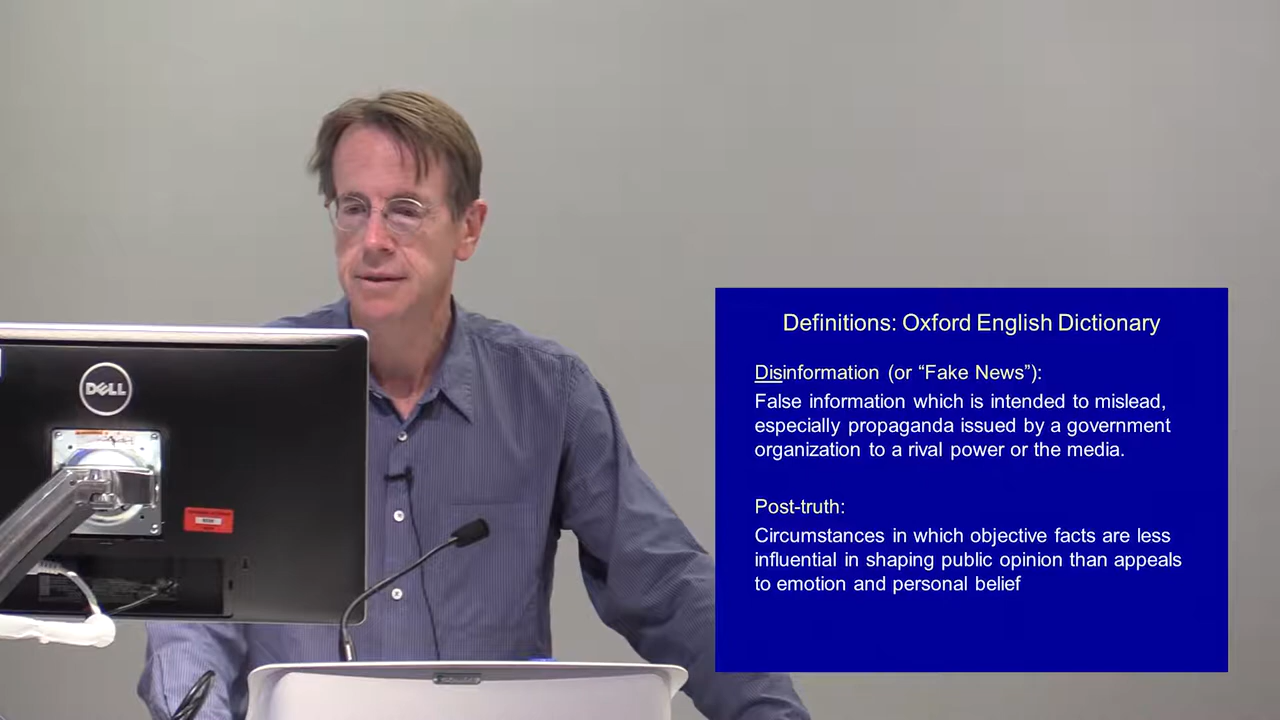 DELL
Definitions: Oxford English Dictionary
Disinformation (or “Fake News”):
False information which is intended to mislead,
especially propaganda issued by a government
organization to a rival power or the media.
Post-truth:
Circumstances in which objective facts are less
influential in shaping public opinion than appeals
to emotion and personal belief